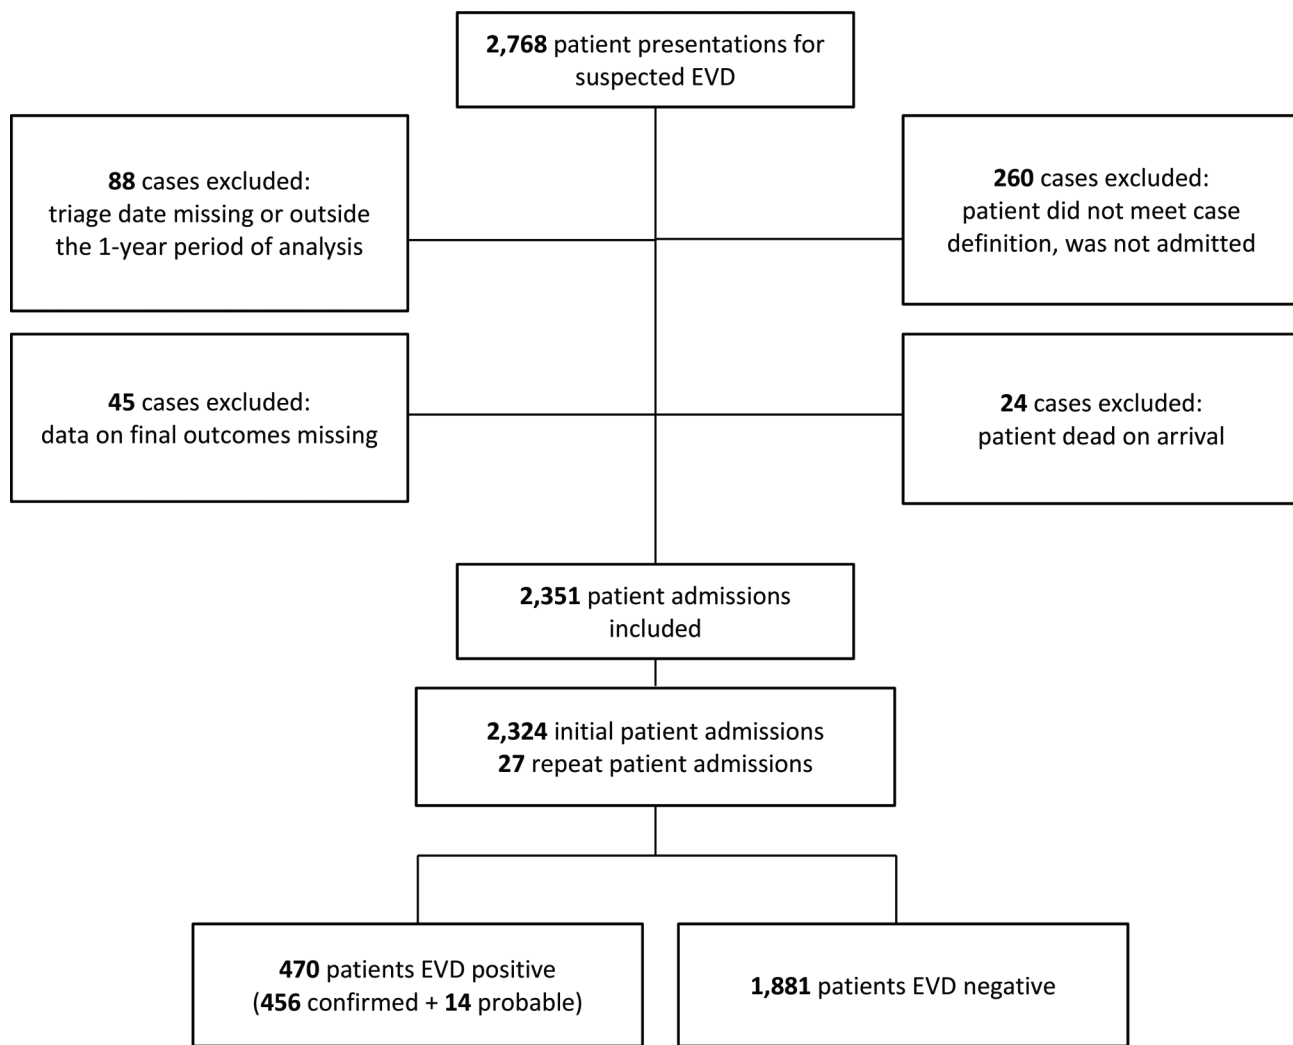 2,768 patient presentations for
suspected EVD
88 cases excluded:
triage date missing or outside
the 1-year period of analysis
260 cases excluded:
patient did not meet case
definition, was not admitted
45 cases excluded:
data on final outcomes missing
24 cases excluded:
patient dead on arrival
2,351 patient admissions
included
2,324 initial patient admissions
27 repeat patient admissions
470 patients EVD positive
(456 confirmed + 14 probable)
1,881 patients EVD negative